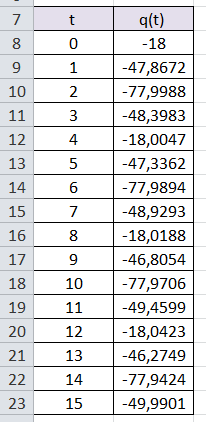 7 t q(t)
8 0 -18
9 1 -47,8672
10 2 -77,9988
11 3 -48,3983
12 4 -18,0047
13 5 -47,3362
14 6 -77,9894
15 7 -48,9293
16 8 -18,0188
17 9 -46,8054
18 10 -77,9706
19 11 -49,4599
20 12 -18,0423
21 13 -46,2749
22 14 -77,9424
23 15 -49,9901